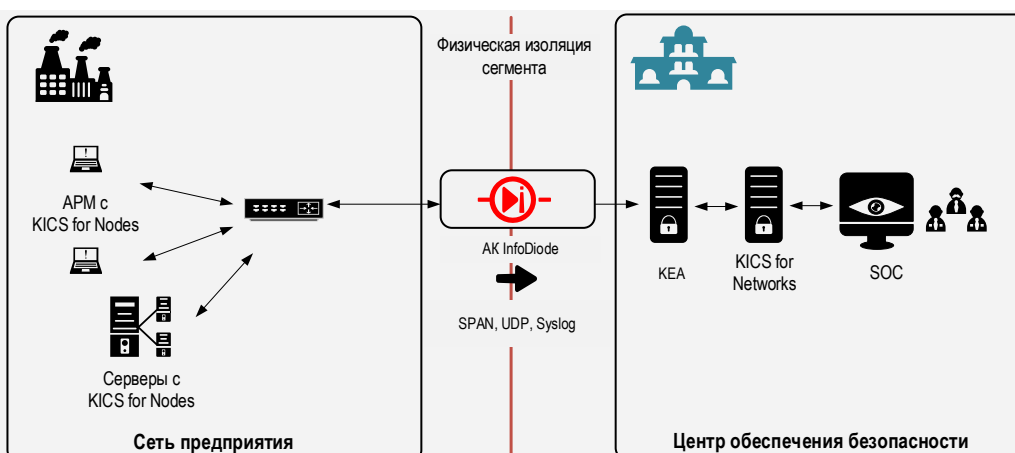 Физическая изоляция
сегмента
АРМ с
KICS for Nodes
Серверы с
KICS for Nodes
Сеть предприятия
АК InfoDiode
SPAN, UDP, Syslog
KEA
KICS for
Networks
SOC
Центр обеспечения безопасности